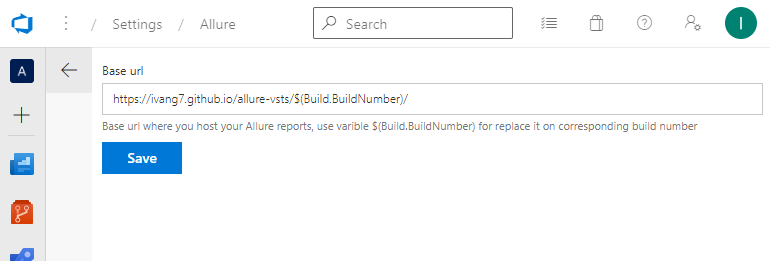 / Settings / Allure Search I
A
Base url
https://ivang7.github.io/allure-vsts/$(Build.BuildNumber)/
Base url where you host your Allure reports, use varible $(Build.BuildNumber) for replace it on corresponding build number
Save